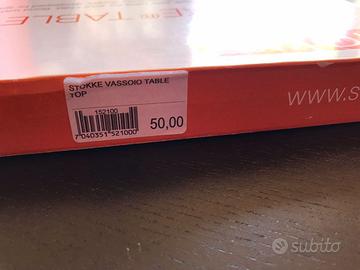 TABLE
STOKKE VASSOIO TABLE
TOP
152100
7 040351 521000
50,00
www.s
subito